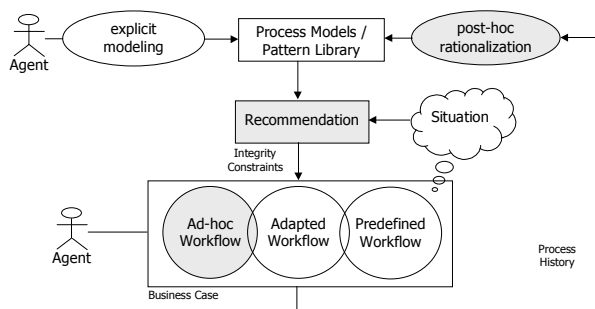 explicit
modeling
Agent
Process Models /
Pattern Library
post-hoc
rationalization
Recommendation
Situation
Integrity
Constraints
Ad-hoc
Workflow
Adapted
Workflow
Predefined
Workflow
Agent
Process
History
Business Case